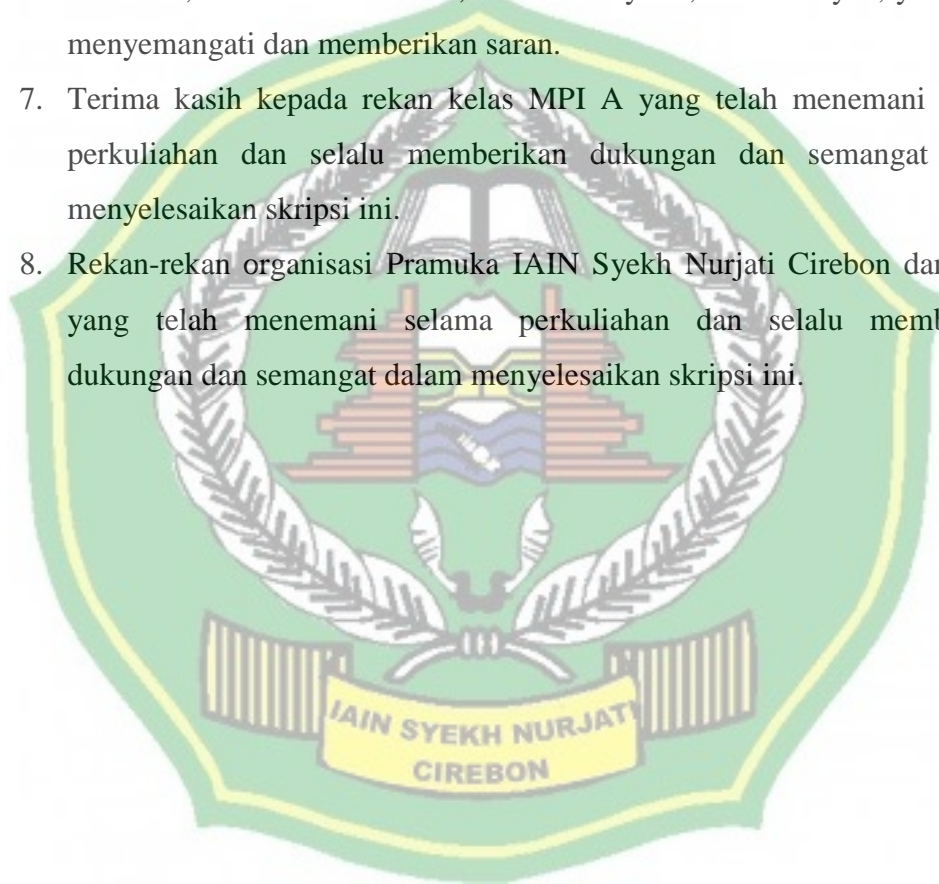 menyemangati dan memberikan saran.
7. Terima kasih kepada rekan kelas MPI A yang telah menemani
perkuliahan dan selalu memberikan dukungan dan semangat
menyelesaikan skripsi ini.
8. Rekan-rekan organisasi Pramuka IAIN Syekh Nurjati Cirebon
yang telah menemani selama perkuliahan dan selalu
dukungan dan semangat dalam menyelesaikan skripsi ini.
IAIN SYEKH NURJATI
CIREBON